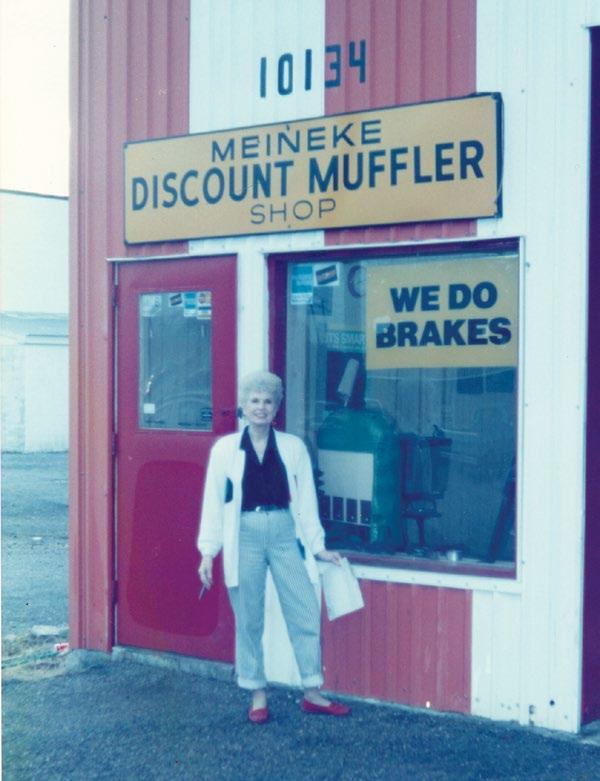 10134
MEINEKE
DISCOUNT MUFFLER
SHOP
WE DO
BRAKES